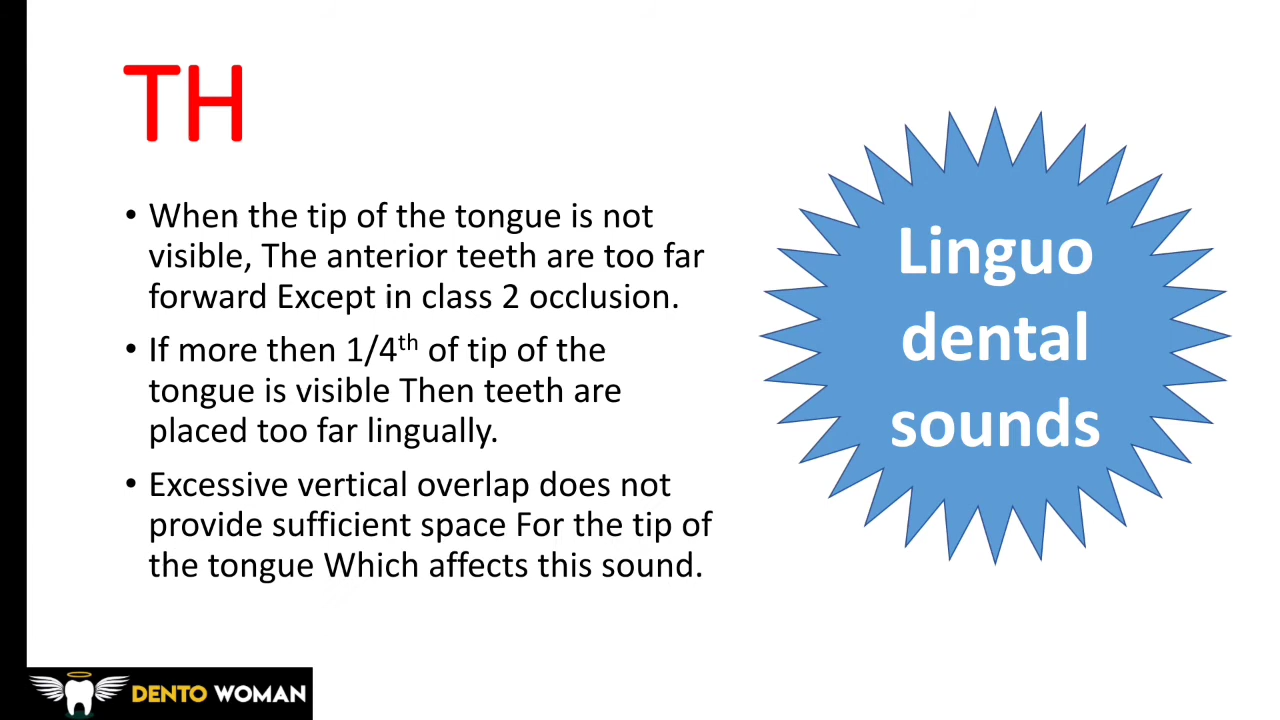 TH
• When the tip of the tongue is not
visible, The anterior teeth are too far
forward Except in class 2 occlusion.
• If more then 1/4th of tip of the
tongue is visible Then teeth are
placed too far lingually.
• Excessive vertical overlap does not
provide sufficient space For the tip of
the tongue Which affects this sound.
Linguo
dental
sounds
DENTO WOMAN